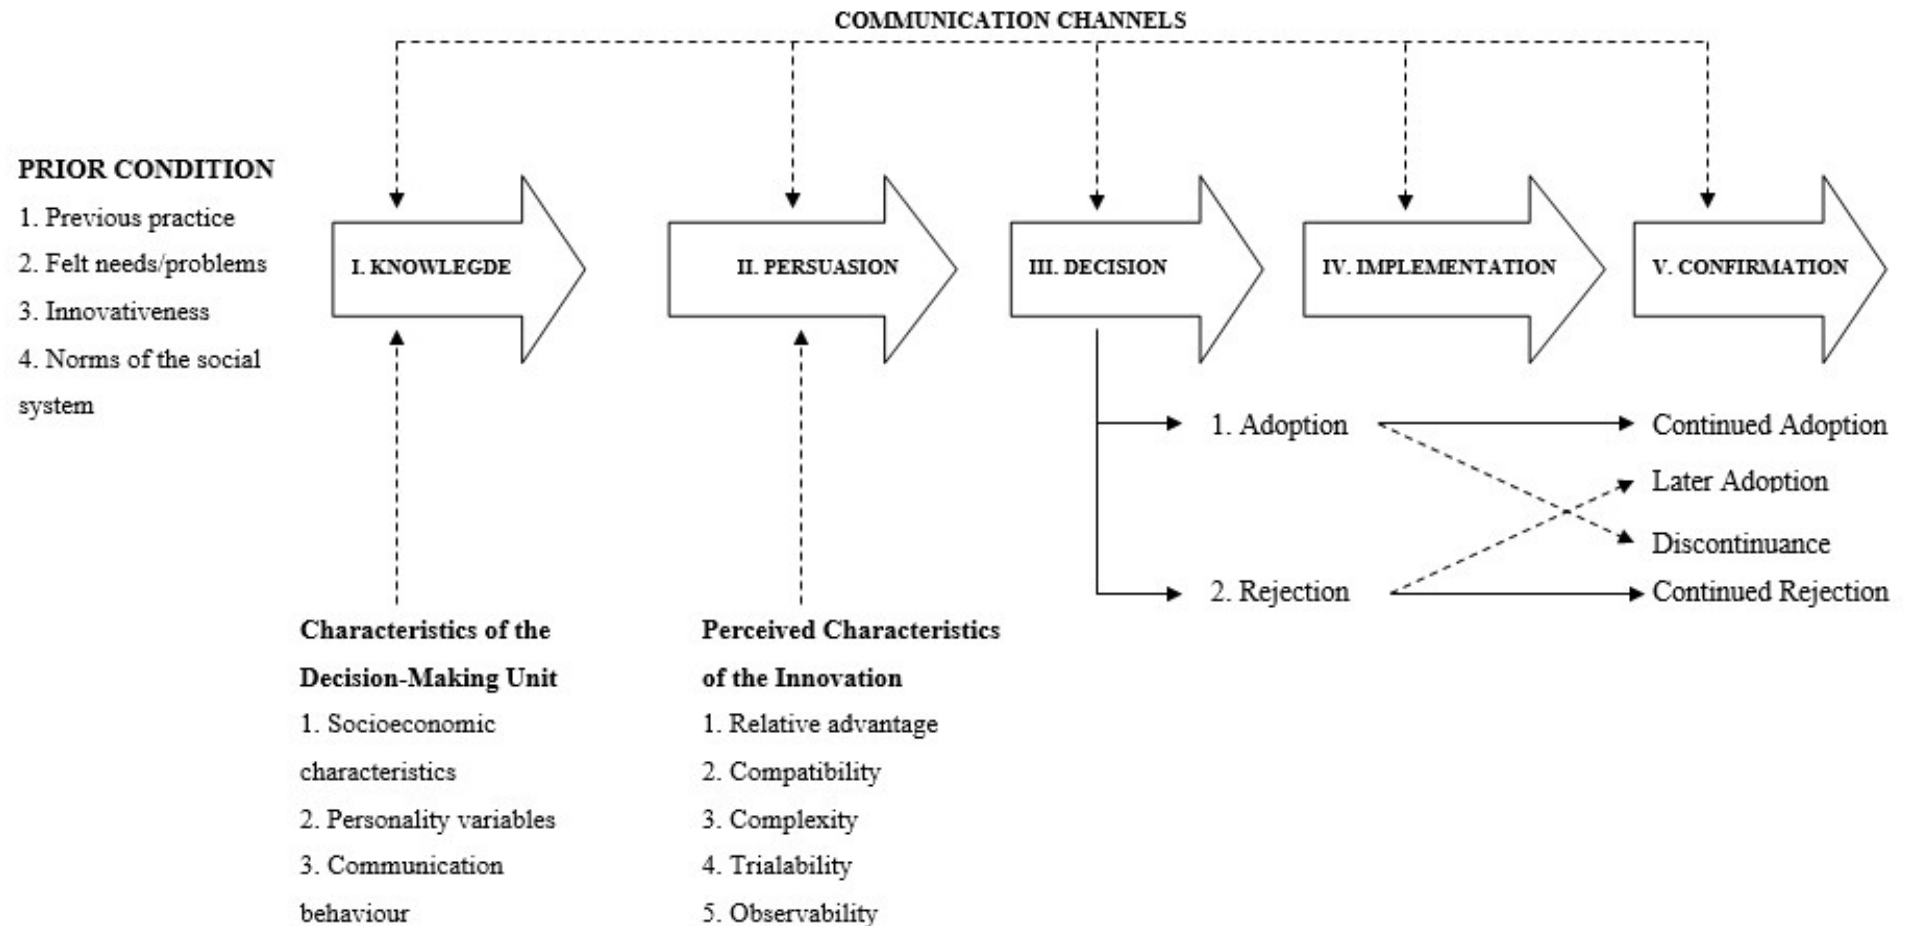 COMMUNICATION CHANNELS
PRIOR CONDITION
1. Previous practice
2. Felt needs/problems
3. Innovativeness
4. Norms of the social
system
I. KNOWLEGDE
II. PERSUASION
III. DECISION
IV. IMPLEMENTATION
V. CONFIRMATION
1. Adoption
Continued Adoption
Later Adoption
Discontinuance
2. Rejection
Continued Rejection
Characteristics of the
Decision-Making Unit
1. Socioeconomic
characteristics
2. Personality variables
3. Communication
behaviour
Perceived Characteristics
of the Innovation
1. Relative advantage
2. Compatibility
3. Complexity
4. Trialability
5. Observability